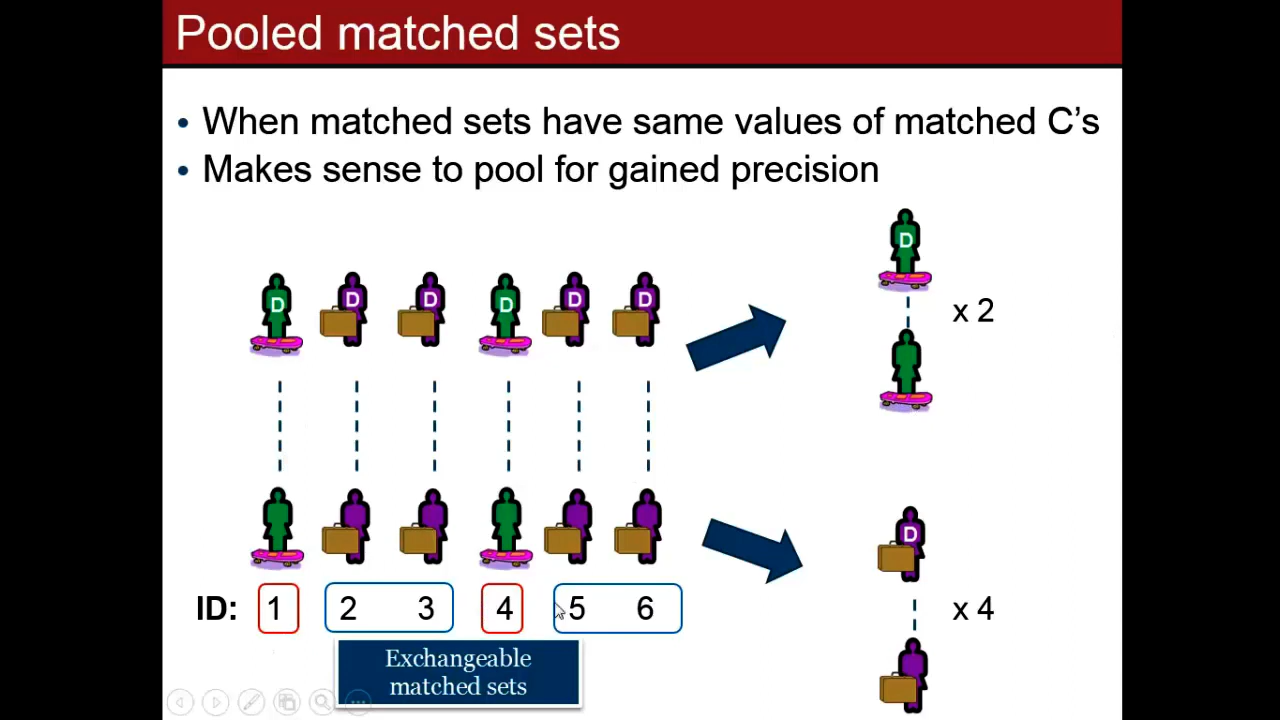 Pooled matched sets
• When matched sets have same values of matched C's
• Makes sense to pool for gained precision
D
x 2
D D D D D D
D
x 4
ID: 1 2 3 4 5 6
Exchangeable
matched sets